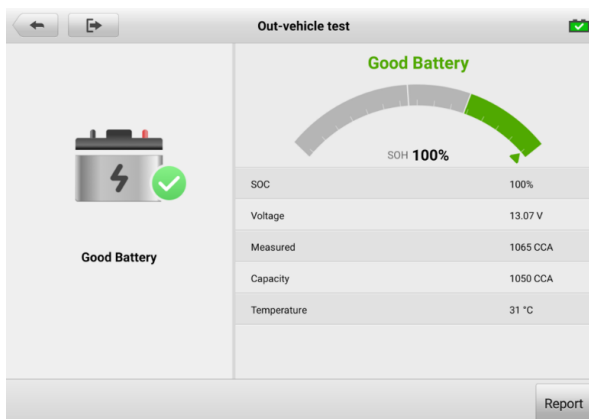 Out-vehicle test
Good Battery
Good Battery
SOH 100%
SOC 100%
Voltage 13.07 V
Measured 1065 CCA
Capacity 1050 CCA
Temperature 31 °C
Report